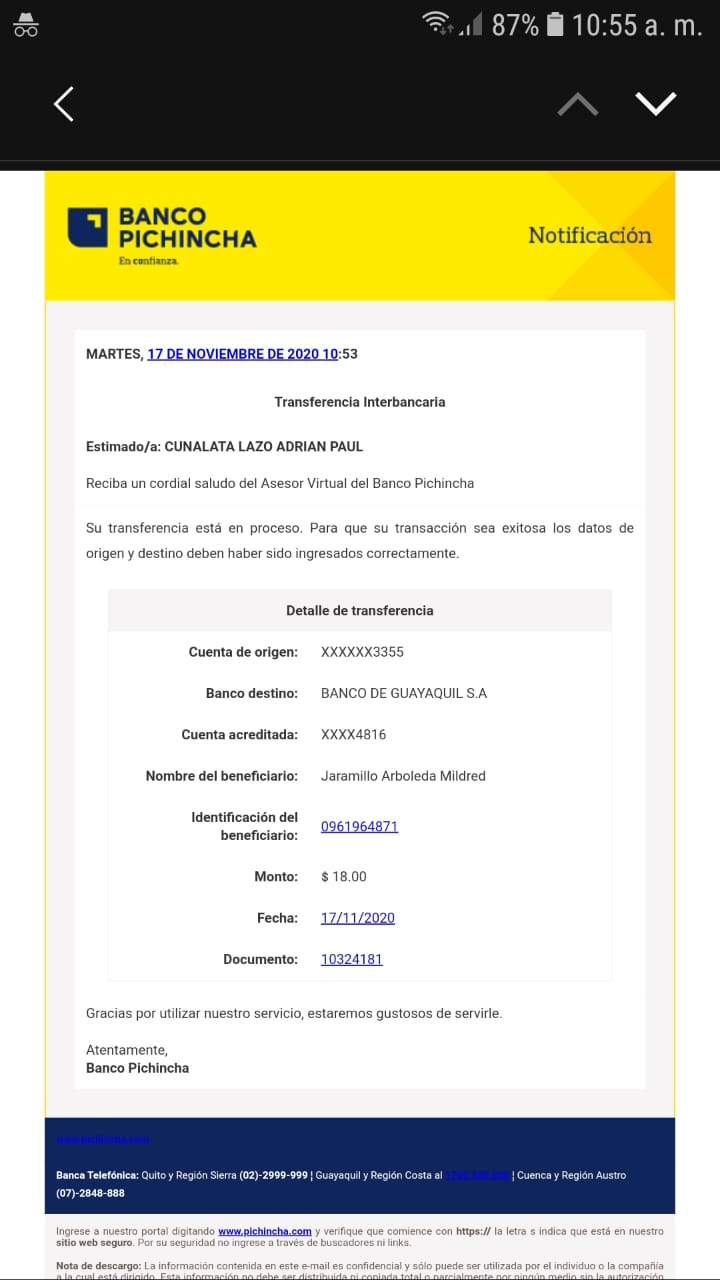 87% 10:55 a. m.
BANCO
PICHINCHA
En confianza.
Notificación
MARTES, 17 DE NOVIEMBRE DE 2020 10:53
Transferencia Interbancaria
Estimado/a: CUNALATA LAZO ADRIAN PAUL
Reciba un cordial saludo del Asesor Virtual del Banco Pichincha
Su transferencia está en proceso. Para que su transacción sea exitosa los datos de
origen y destino deben haber sido ingresados correctamente.
Detalle de transferencia
Cuenta de origen: XXXXXX3355
Banco destino: BANCO DE GUAYAQUIL S.A
Cuenta acreditada: XXXX4816
Nombre del beneficiario: Jaramillo Arboleda Mildred
Identificación del
beneficiario: 0961964871
Monto: $ 18.00
Fecha: 17/11/2020
Documento: 10324181
Gracias por utilizar nuestro servicio, estaremos gustosos de servirle.
Atentamente,
Banco Pichincha
www.pichincha.com
Banca Telefónica: Quito y Región Sierra (02)-2999-999 ¦ Guayaquil y Región Costa al ¦ Cuenca y Región Austro
(07)-2848-888
Ingrese a nuestro portal digitando www.pichincha.com y verifique que comience con https:// la letra s indica que está en nuestro
sitio web seguro. Por su seguridad no ingrese a través de buscadores ni links.
Nota de descargo: La información contenida en este e-mail es confidencial y sólo puede ser utilizada por el individuo o la compañía
a la cual está dirigido. Esta información no debe ser distribuida ni copiada total o parcialmente por ningún medio sin la autorización